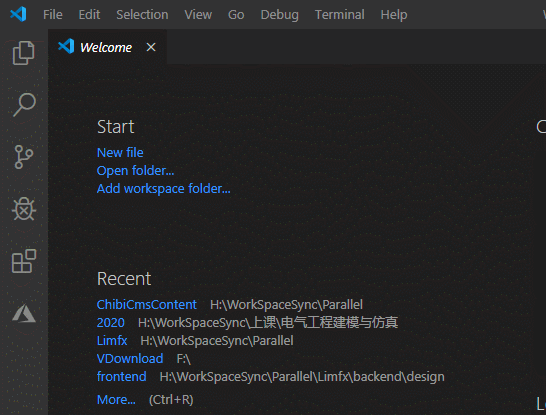 File Edit Selection View Go Debug Terminal Help
Welcome
Start
New file
Open folder...
Add workspace folder...
Recent
ChibiCmsContent H:\WorkSpaceSync\Parallel
2020 H:\WorkSpaceSync\上课\电气工程建模与仿真
Limfx H:\WorkSpaceSync\Parallel
VDownload F:\
frontend H:\WorkSpaceSync\Parallel\Limfx\backend\design
More... (Ctrl+R)